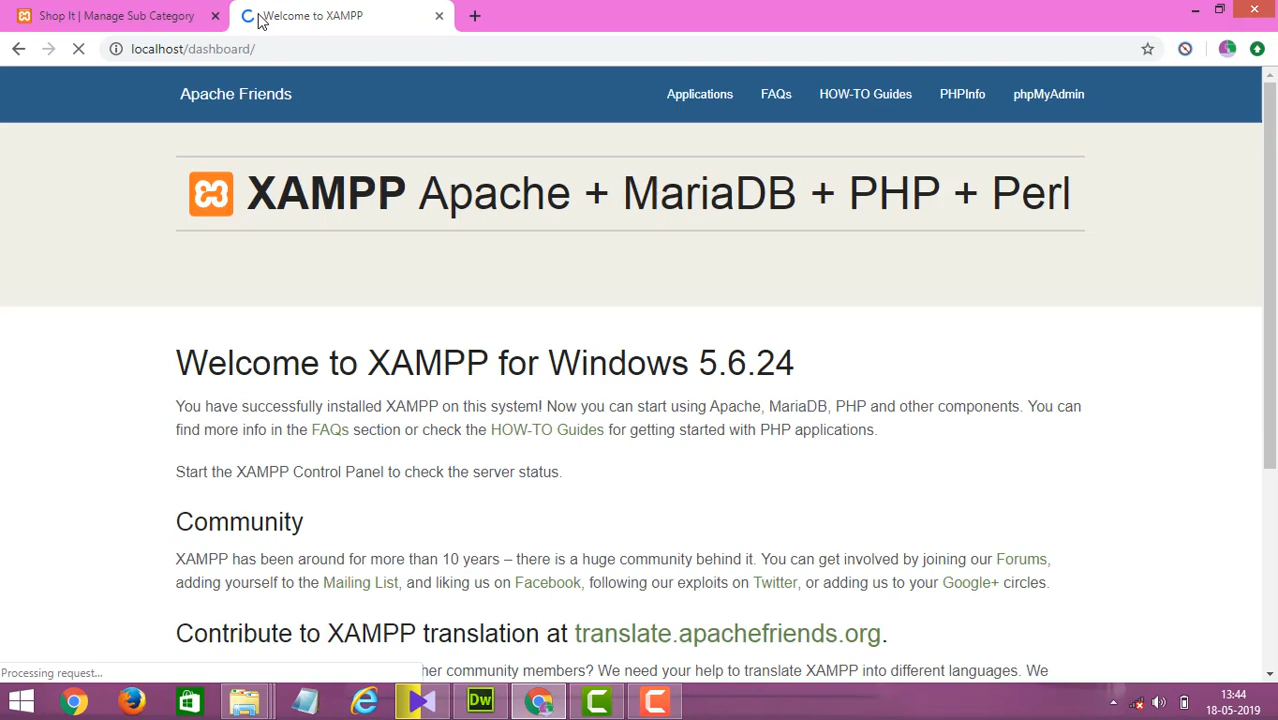 Shop It | Manage Sub Category
Welcome to XAMPP
localhost/dashboard/
Apache Friends
Applications
FAQs
HOW-TO Guides
PHPInfo
phpMyAdmin
XAMPP Apache + MariaDB + PHP + Perl
Welcome to XAMPP for Windows 5.6.24
You have successfully installed XAMPP on this system! Now you can start using Apache, MariaDB, PHP and other components. You can
find more info in the FAQs section or check the HOW-TO Guides for getting started with PHP applications.
Start the XAMPP Control Panel to check the server status.
Community
XAMPP has been around for more than 10 years – there is a huge community behind it. You can get involved by joining our Forums,
adding yourself to the Mailing List, and liking us on Facebook, following our exploits on Twitter, or adding us to your Google+ circles.
Contribute to XAMPP translation at translate.apachefriends.org.
Processing request...
her community members? We need your help to translate XAMPP into different languages. We
Dw
13:44
18-05-2019